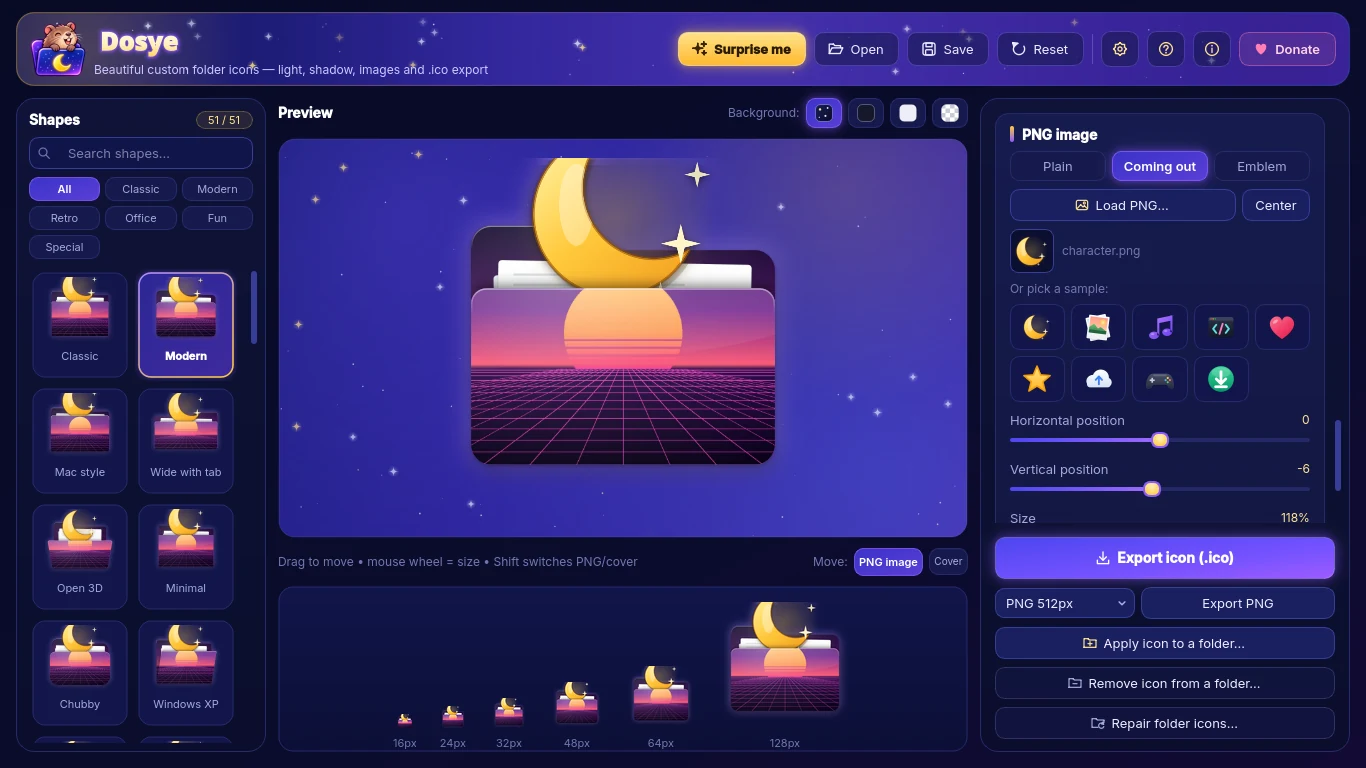 Dosye
Beautiful custom folder icons — light, shadow, images and .ico export
Surprise me
Open
Save
Reset
Donate
Shapes
51 / 51
Search shapes...
All
Classic
Modern
Retro
Office
Fun
Special
Classic
Modern
Mac style
Wide with tab
Open 3D
Minimal
Chubby
Windows XP
Preview
Background:
Drag to move • mouse wheel = size • Shift switches PNG/cover
Move:
PNG image
Cover
16px
24px
32px
48px
64px
128px
PNG image
Plain
Coming out
Emblem
Load PNG...
Center
character.png
Or pick a sample:
Horizontal position
0
Vertical position
-6
Size
118%
Export icon (.ico)
PNG 512px
Export PNG
Apply icon to a folder...
Remove icon from a folder...
Repair folder icons...